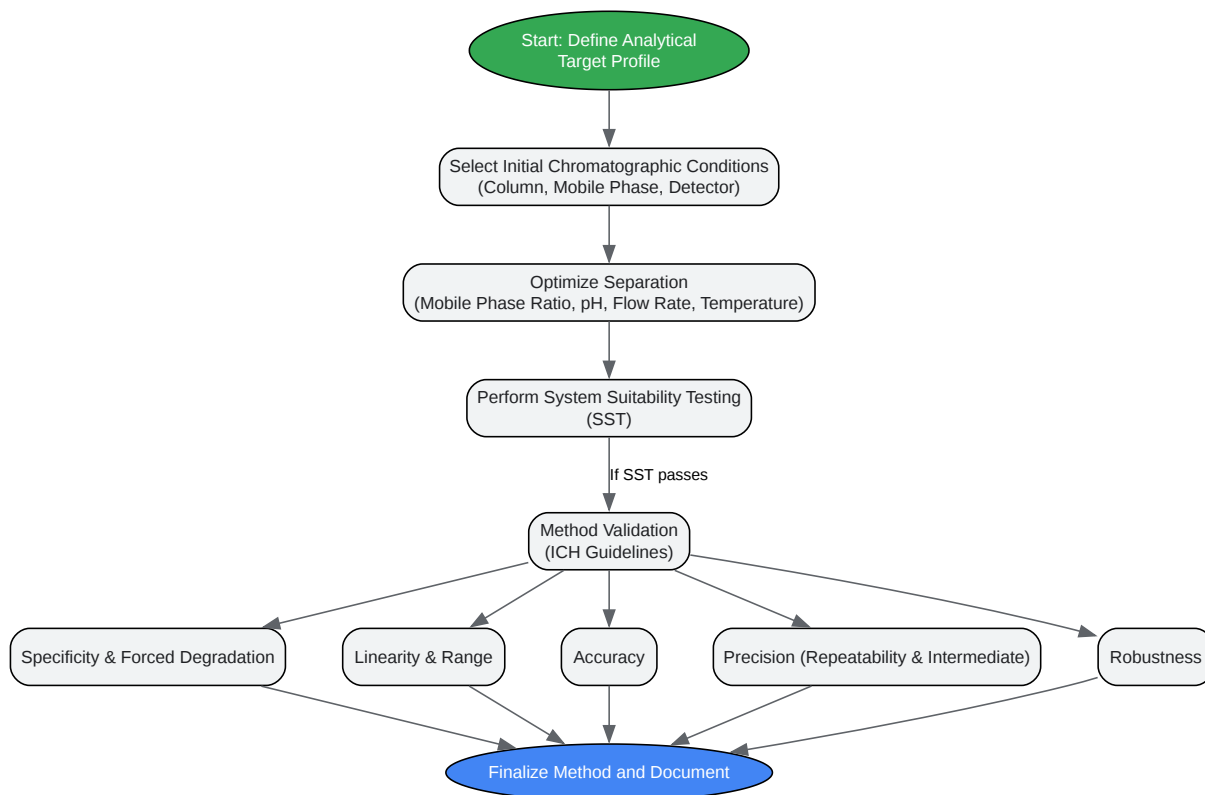 Start: Define Analytical
Target Profile
Select Initial Chromatographic Conditions
(Column, Mobile Phase, Detector)
Optimize Separation
(Mobile Phase Ratio, pH, Flow Rate, Temperature)
Perform System Suitability Testing
(SST)
If SST passes
Method Validation
(ICH Guidelines)
Specificity & Forced Degradation
Linearity & Range
Accuracy
Precision (Repeatability & Intermediate)
Robustness
Finalize Method and Document